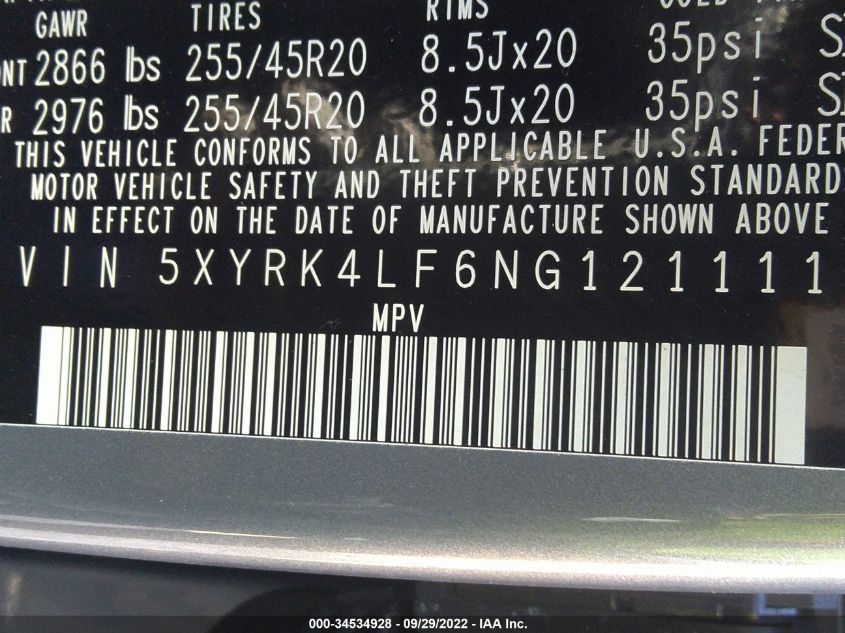 GAWR TIRES RIMS
2866 lbs 255/45R20 8.5Jx20 35psi
2976 lbs 255/45R20 8.5Jx20 35psi
THIS VEHICLE CONFORMS TO ALL APPLICABLE U.S.A. FEDER
MOTOR VEHICLE SAFETY AND THEFT PREVENTION STANDARD
IN EFFECT ON THE DATE OF MANUFACTURE SHOWN ABOVE
VIN 5XYRK4LF6NG121111
MPV
000-34534928 - 09/29/2022 - IAA Inc.